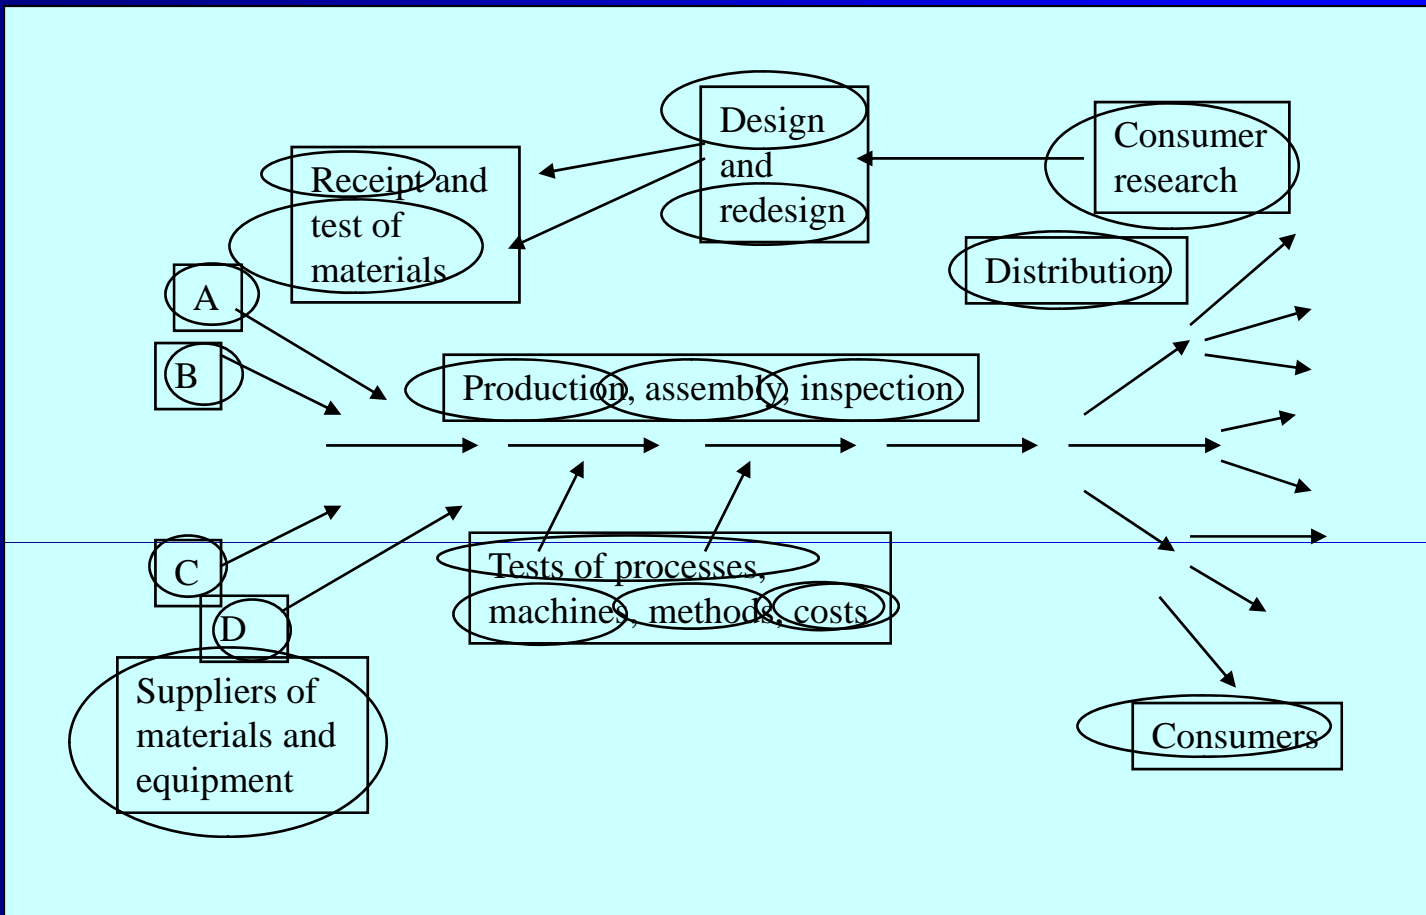 Design
and
redesign
Consumer
research
Receipt and
test of
materials
Distribution
A
B
Production, assembly, inspection
C
D
Tests of processes,
machines, methods, costs
Suppliers of
materials and
equipment
Consumers